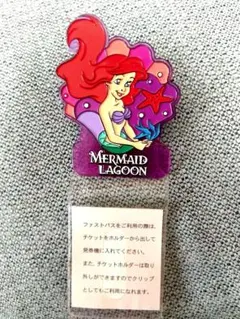 MERMAID
LAGOON
ファストパスをご利用の際は、
チケットをホルダーから出して
発券機に入れてください。
また、チケットホルダーは取り
外しができますのでクリップ
としてもご利用になれます。